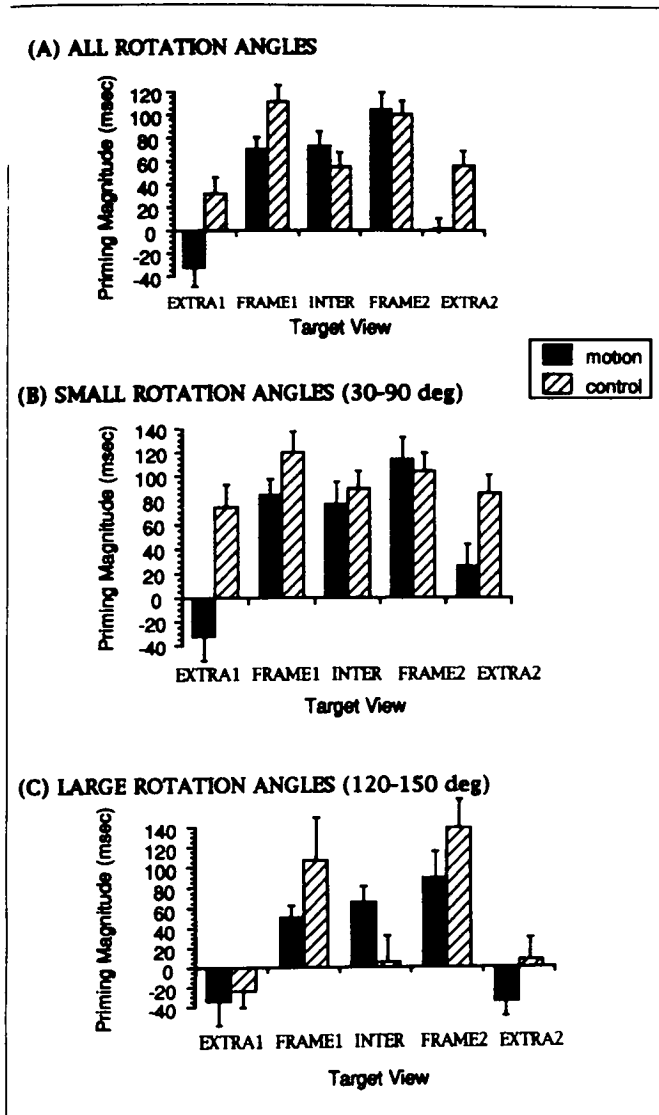 (A) ALL ROTATION ANGLES
Priming Magnitude (msec)
120
100
80
60
40
20
0
-20
-40
EXTRA1 FRAME1 INTER FRAME2 EXTRA2
Target View
motion
control
(B) SMALL ROTATION ANGLES (30-90 deg)
Priming Magnitude (msec)
140
120
100
80
60
40
20
0
-20
-40
EXTRA1 FRAME1 INTER FRAME2 EXTRA2
Target View
(C) LARGE ROTATION ANGLES (120-150 deg)
Priming Magnitude (msec)
140
120
100
80
60
40
20
0
-20
-40
EXTRA1 FRAME1 INTER FRAME2 EXTRA2
Target View